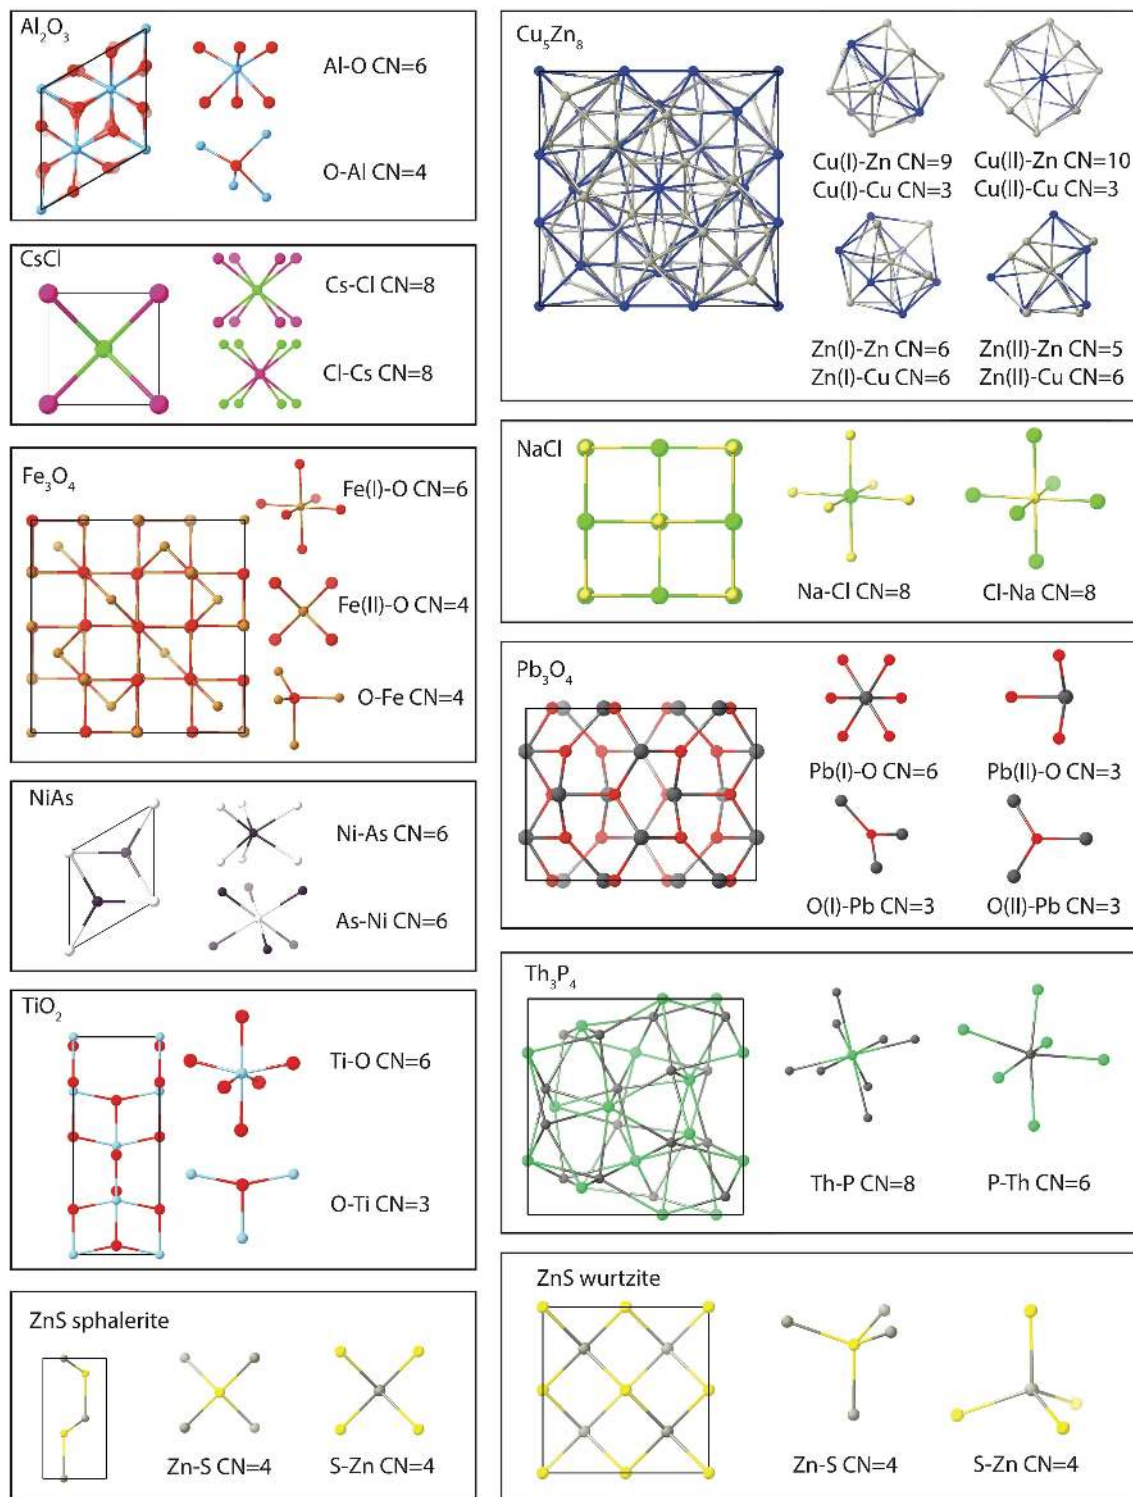 Al₂O₃
Al-O CN=6
O-Al CN=4
CsCl
Cs-Cl CN=8
Cl-Cs CN=8
Fe₃O₄
Fe(I)-O CN=6
Fe(II)-O CN=4
O-Fe CN=4
NiAs
Ni-As CN=6
As-Ni CN=6
TiO₂
Ti-O CN=6
O-Ti CN=3
ZnS sphalerite
Zn-S CN=4 S-Zn CN=4
Cu₅Zn₈
Cu(I)-Zn CN=9 Cu(II)-Zn CN=10
Cu(I)-Cu CN=3 Cu(II)-Cu CN=3
Zn(I)-Zn CN=6 Zn(II)-Zn CN=5
Zn(I)-Cu CN=6 Zn(II)-Cu CN=6
NaCl
Na-Cl CN=8 Cl-Na CN=8
Pb₃O₄
Pb(I)-O CN=6 Pb(II)-O CN=3
O(I)-Pb CN=3 O(II)-Pb CN=3
Th₃P₄
Th-P CN=8 P-Th CN=6
ZnS wurtzite
Zn-S CN=4 S-Zn CN=4